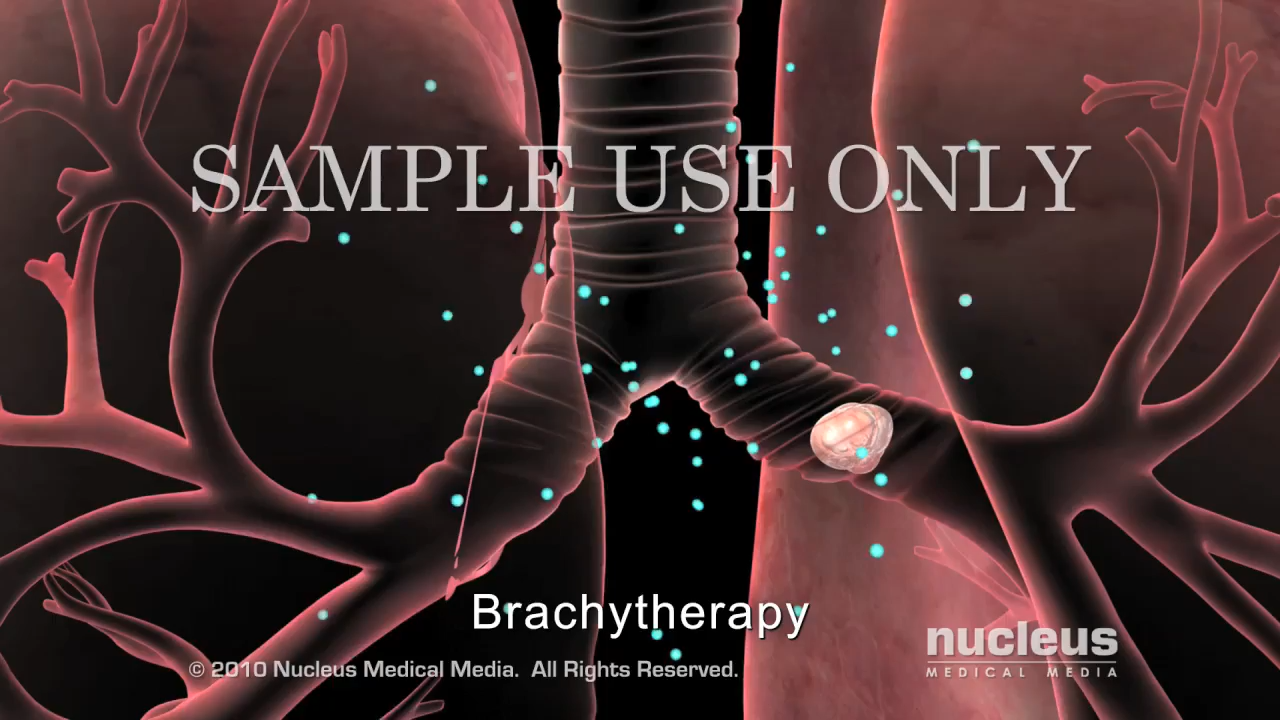 SAMPLE USE ONLY
Brachytherapy
nucleus
MEDICAL MEDIA
© 2010 Nucleus Medical Media.  All Rights Reserved.